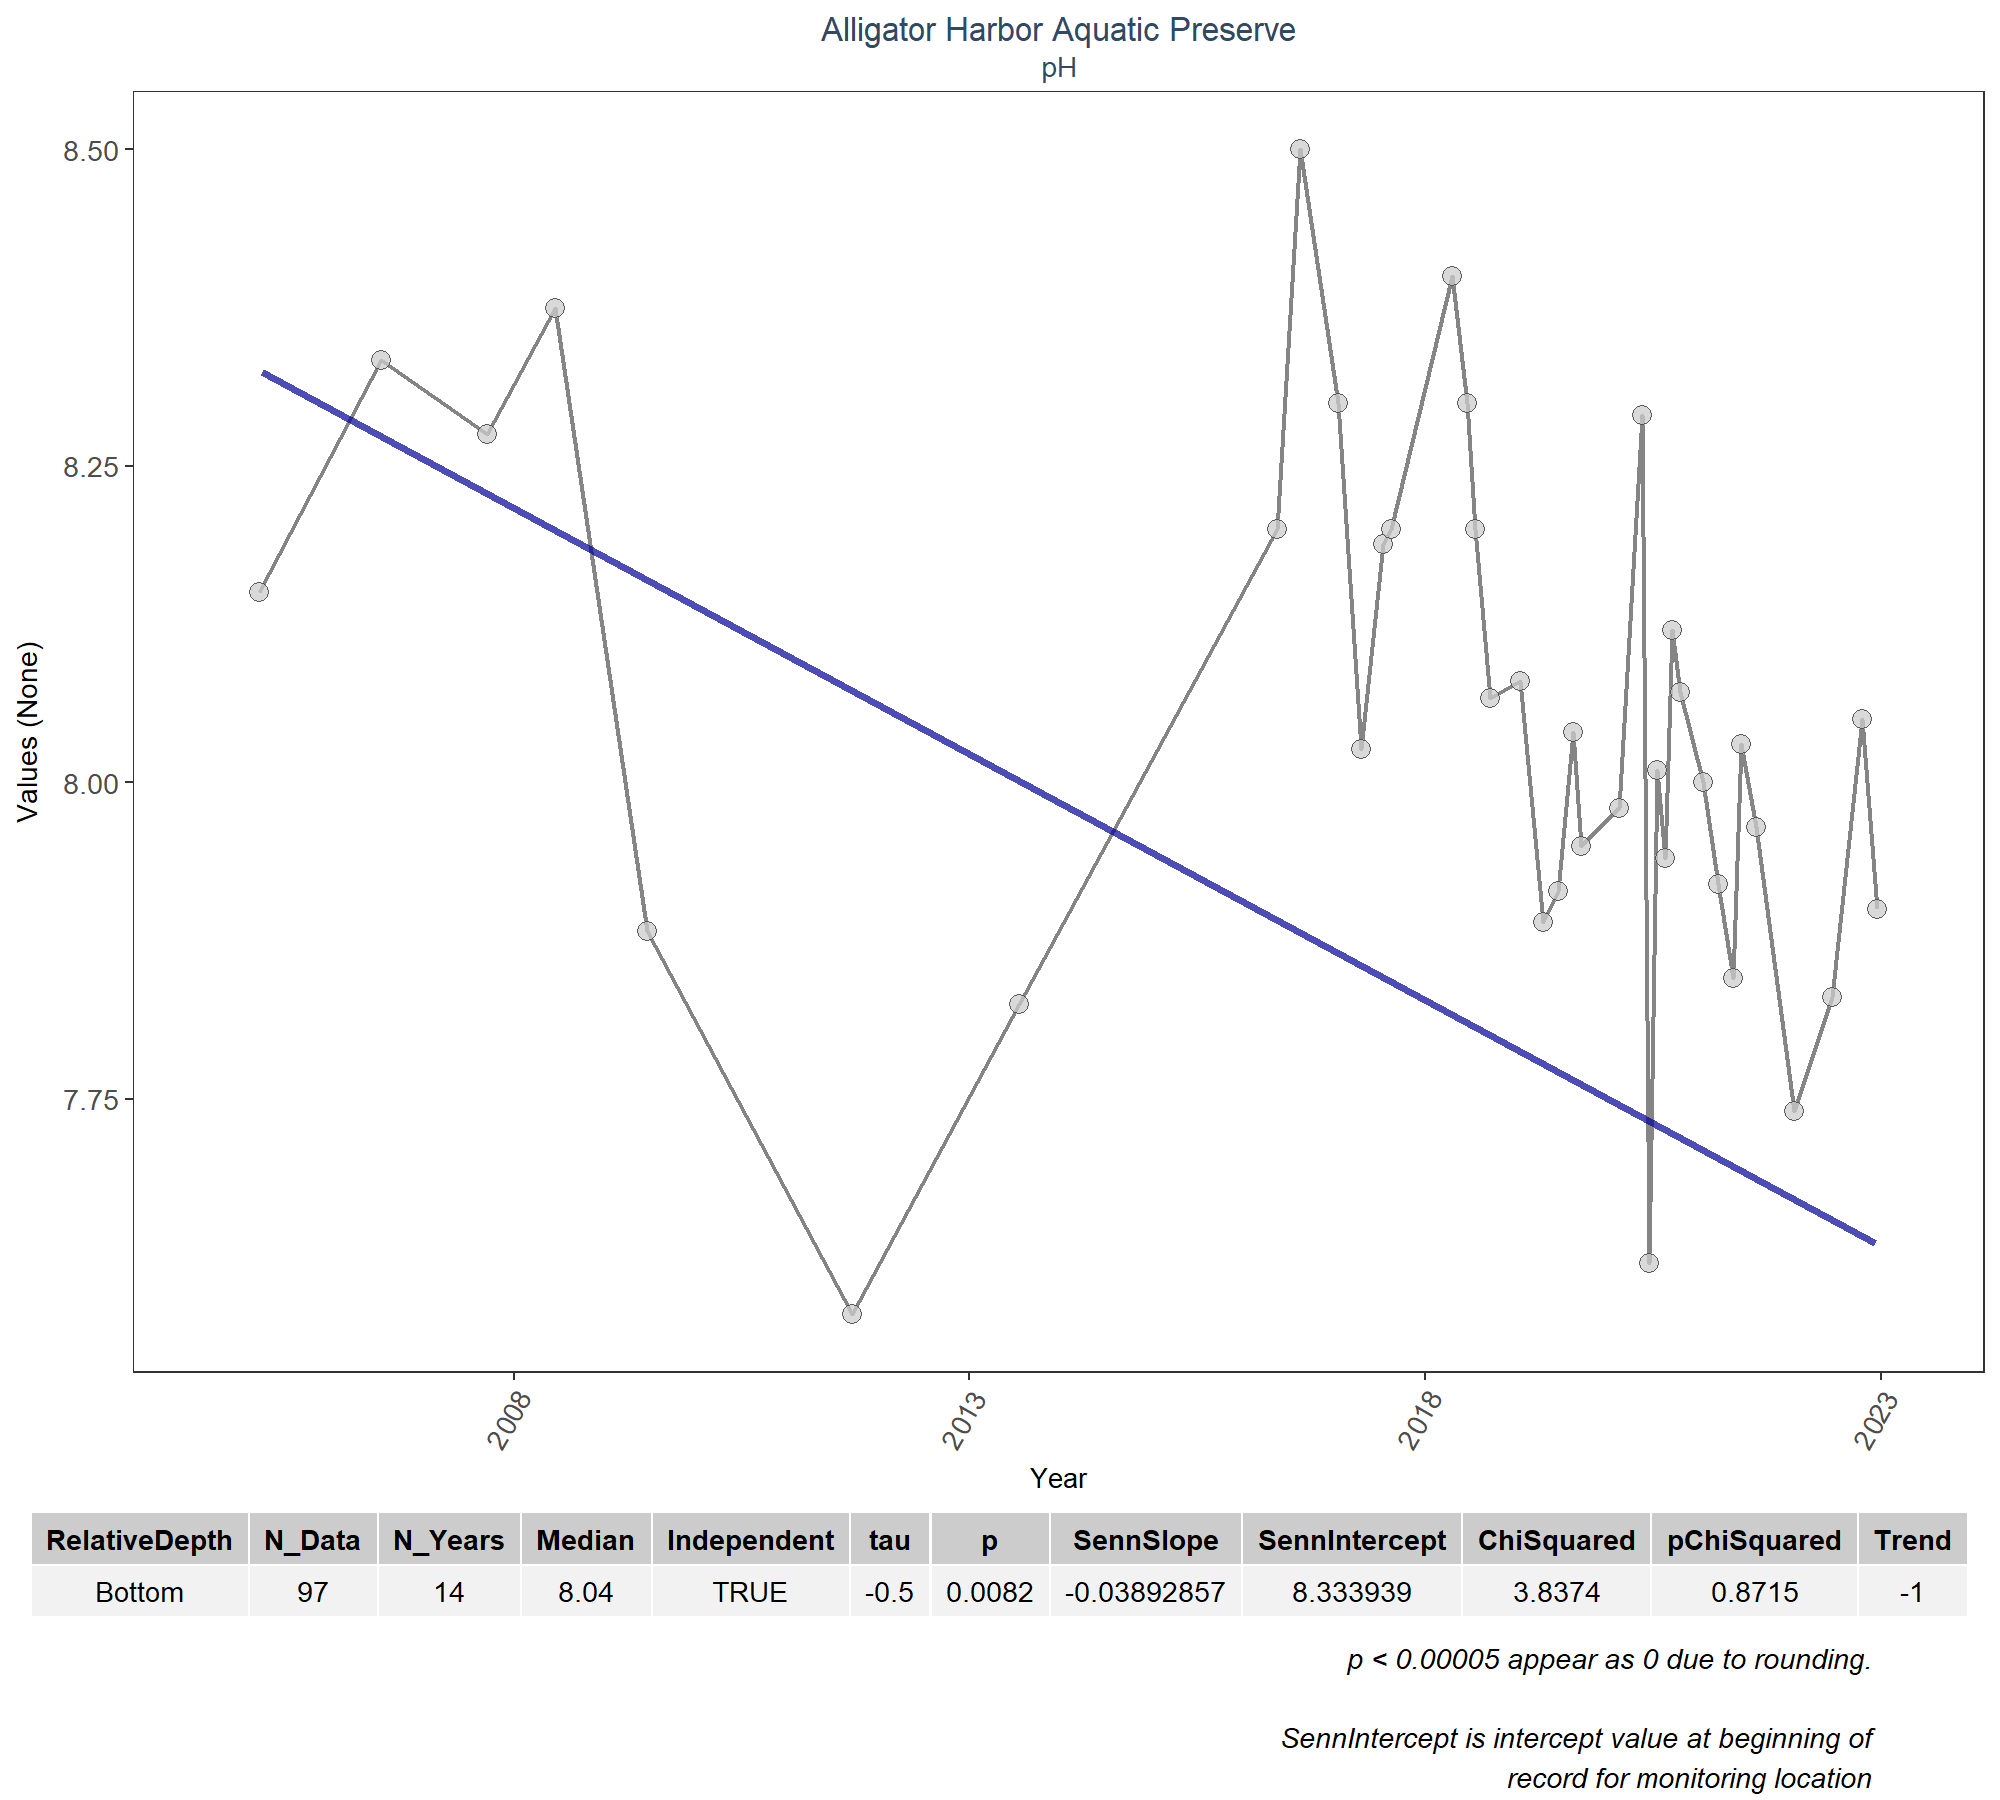 Alligator Harbor Aquatic Preserve
pH
Values (None)
8.50
8.25
8.00
7.75
2008 2013 2018 2023
Year
RelativeDepth N_Data N_Years Median Independent tau p SennSlope SennIntercept ChiSquared pChiSquared Trend
Bottom 97 14 8.04 TRUE -0.5 0.0082 -0.03892857 8.333939 3.8374 0.8715 -1
p < 0.00005 appear as 0 due to rounding.
SennIntercept is intercept value at beginning of
record for monitoring location